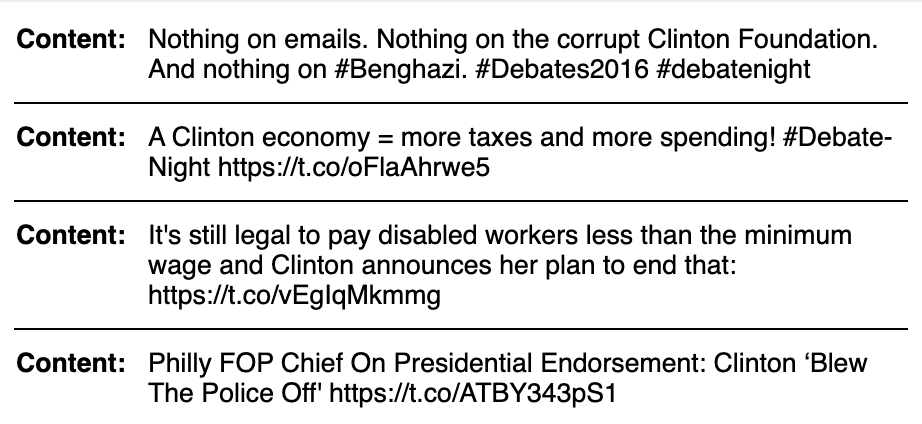 Content: Nothing on emails. Nothing on the corrupt Clinton Foundation.
And nothing on #Benghazi. #Debates2016 #debatenight
Content: A Clinton economy = more taxes and more spending! #Debate-
Night https://t.co/oFlaAhrwe5
Content: It's still legal to pay disabled workers less than the minimum
wage and Clinton announces her plan to end that:
https://t.co/vEgIqMkmmg
Content: Philly FOP Chief On Presidential Endorsement: Clinton ‘Blew
The Police Off' https://t.co/ATBY343pS1